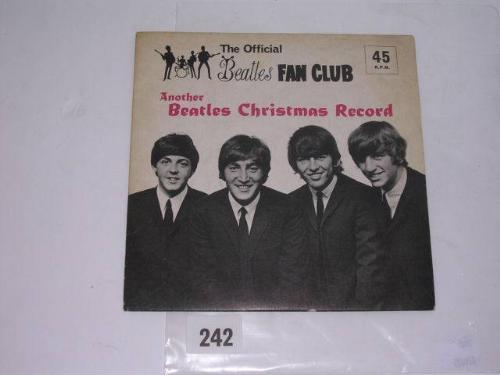 The Official
Beatles FAN CLUB
45
R.P.M.
Another
Beatles Christmas Record
242